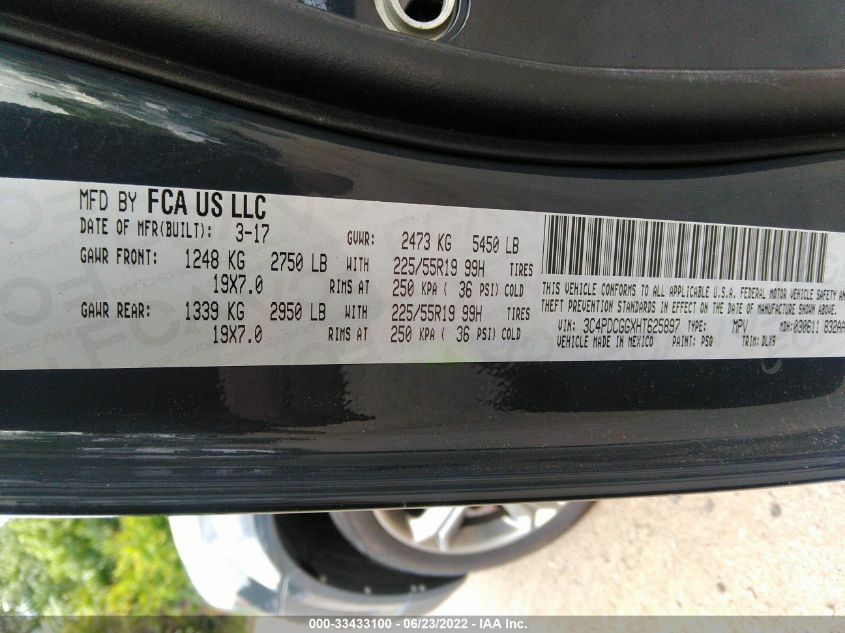 MFD BY FCA US LLC
DATE OF MFR(BUILT): 3-17 GVWR: 2473 KG 5450 LB
GAWR FRONT: 1248 KG 2750 LB WITH 225/55R19 99H TIRES
19X7.0 RIMS AT 250 KPA ( 36 PSI) COLD
GAWR REAR: 1339 KG 2950 LB WITH 225/55R19 99H TIRES
19X7.0 RIMS AT 250 KPA ( 36 PSI) COLD
THIS VEHICLE CONFORMS TO ALL APPLICABLE U.S.A. FEDERAL MOTOR VEHICLE SAFETY AND
THEFT PREVENTION STANDARDS IN EFFECT ON THE DATE OF MANUFACTURE SHOWN ABOVE.
VIN: 3C4PDCGGXHT625897 TYPE: MPV MDH: 030611 832AA
VEHICLE MADE IN MEXICO PAINT: TRIM: DLX9
000-33433100 - 06/23/2022 - IAA Inc.